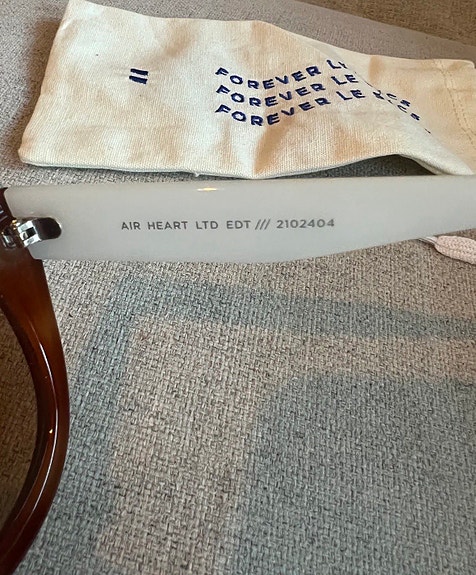 FOREVER
FOREVER LE
FOREVER LE
AIR HEART LTD EDT /// 2102404